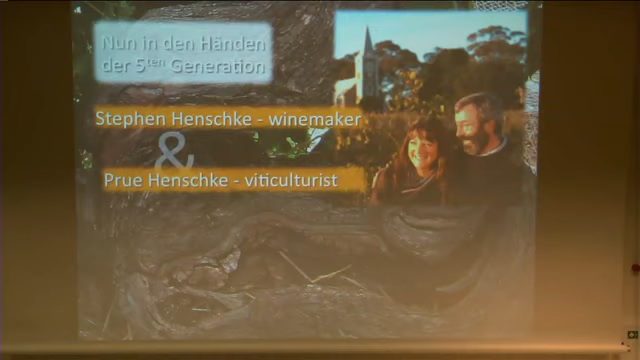 Nun in den Händen
der 5ten Generation
Stephen Henschke - winemaker
&
Prue Henschke - viticulturist